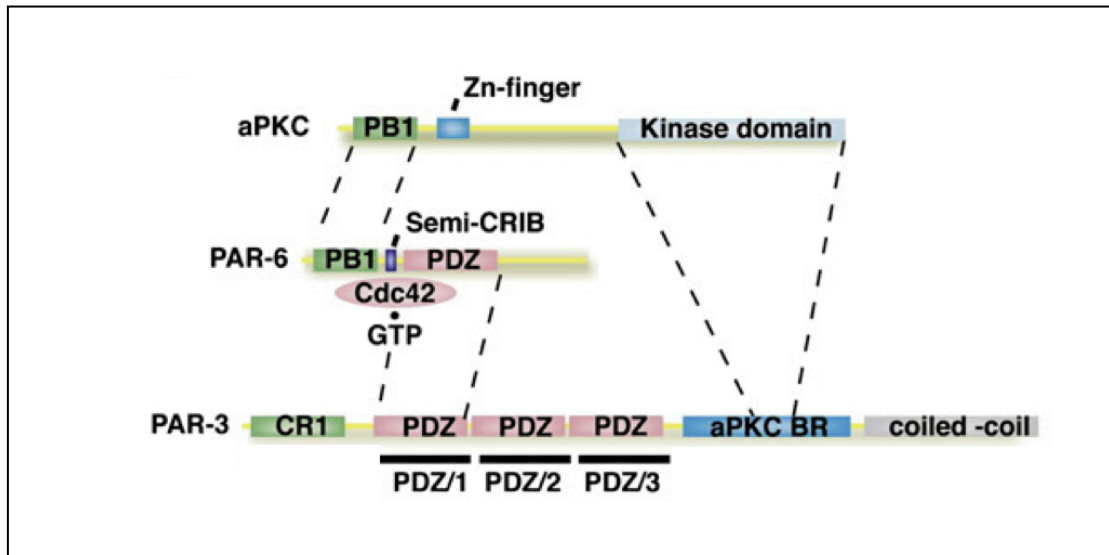 Zn-finger
aPKC PB1 Kinase domain
Semi-CRIB
PAR-6 PB1 PDZ
Cdc42
GTP
PAR-3 CR1 PDZ PDZ PDZ aPKC BR coiled -coil
PDZ/1 PDZ/2 PDZ/3